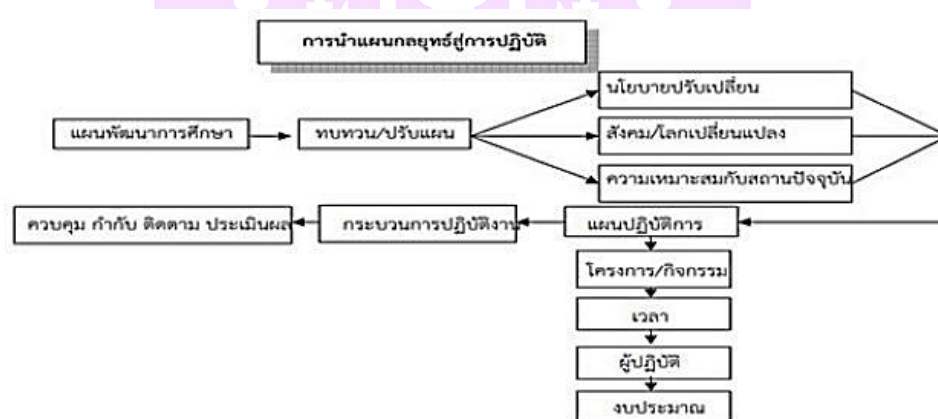 การนำแผนกลยุทธ์สู่การปฏิบัติ
นโยบายปรับเปลี่ยน
แผนพัฒนาการศึกษา
ทบทวน/ปรับแผน
สังคม/โลกเปลี่ยนแปลง
ความเหมาะสมกับสถานปัจจุบัน
ควบคุม กำกับ ติดตาม ประเมินผล
กระบวนการปฏิบัติงาน
แผนปฏิบัติการ
โครงการ/กิจกรรม
เวลา
ผู้ปฏิบัติ
งบประมาณ